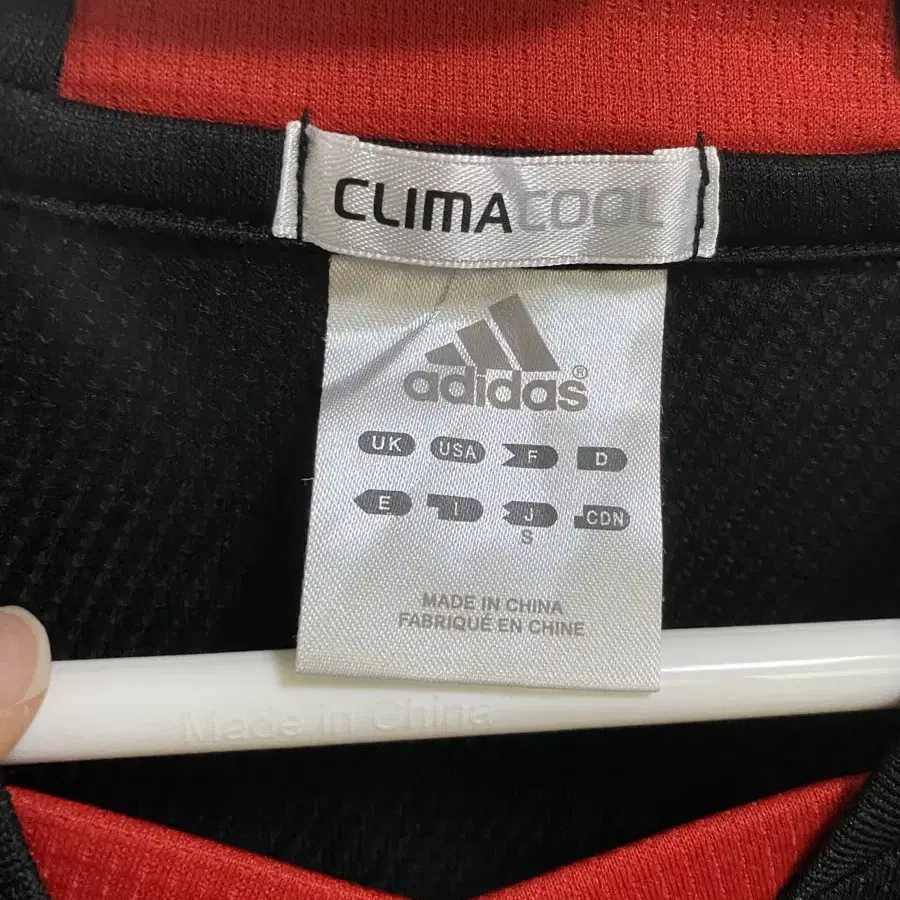 CLIMACOOL
adidas®
UK USA F D
E I J CDN
S
MADE IN CHINA
FABRIQUÉ EN CHINE
Made in China